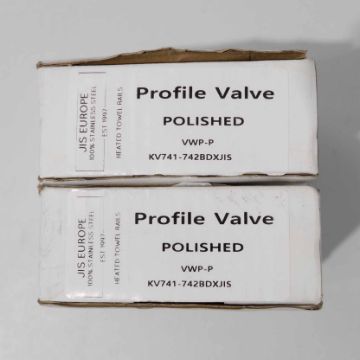 JIS EUROPE
100% STAINLESS STEEL
EST 1997
HEATED TOWEL RAILS
Profile Valve
POLISHED
VWP-P
KV741-742BDXJIS
JIS EUROPE
100% STAINLESS STEEL
EST 1997
HEATED TOWEL RAILS
Profile Valve
POLISHED
VWP-P
KV741-742BDXJIS